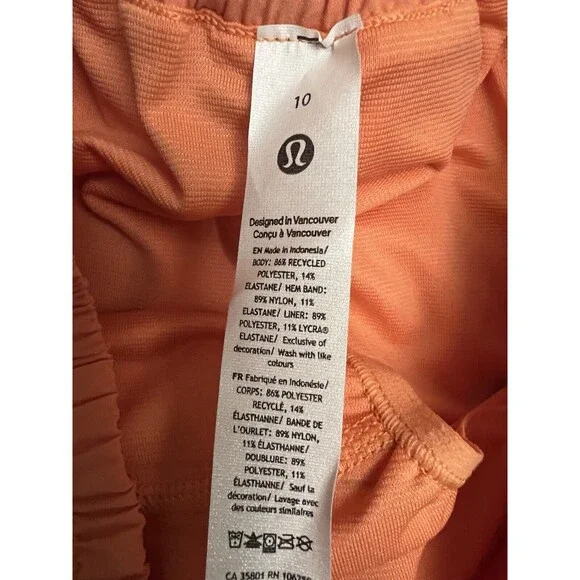 10
Designed in Vancouver
Conçu à Vancouver
EN Made in Indonesia/
BODY: 86% RECYCLED
POLYESTER, 14%
ELASTANE/ HEM BAND:
89% NYLON, 11%
ELASTANE/ LINER: 89%
POLYESTER, 11% LYCRA®
ELASTANE/ Exclusive of
decoration/ Wash with like
colours
FR Fabriqué en Indonésie/
CORPS: 86% POLYESTER
RECYCLÉ, 14%
ÉLASTHANNE/ BANDE DE
L'OURLET: 89% NYLON,
11% ÉLASTHANNE/
DOUBLURE: 89%
POLYESTER, 11%
ÉLASTHANNE/ Sauf la
décoration/ Lavage avec
des couleurs similaires
CA 35801 RN